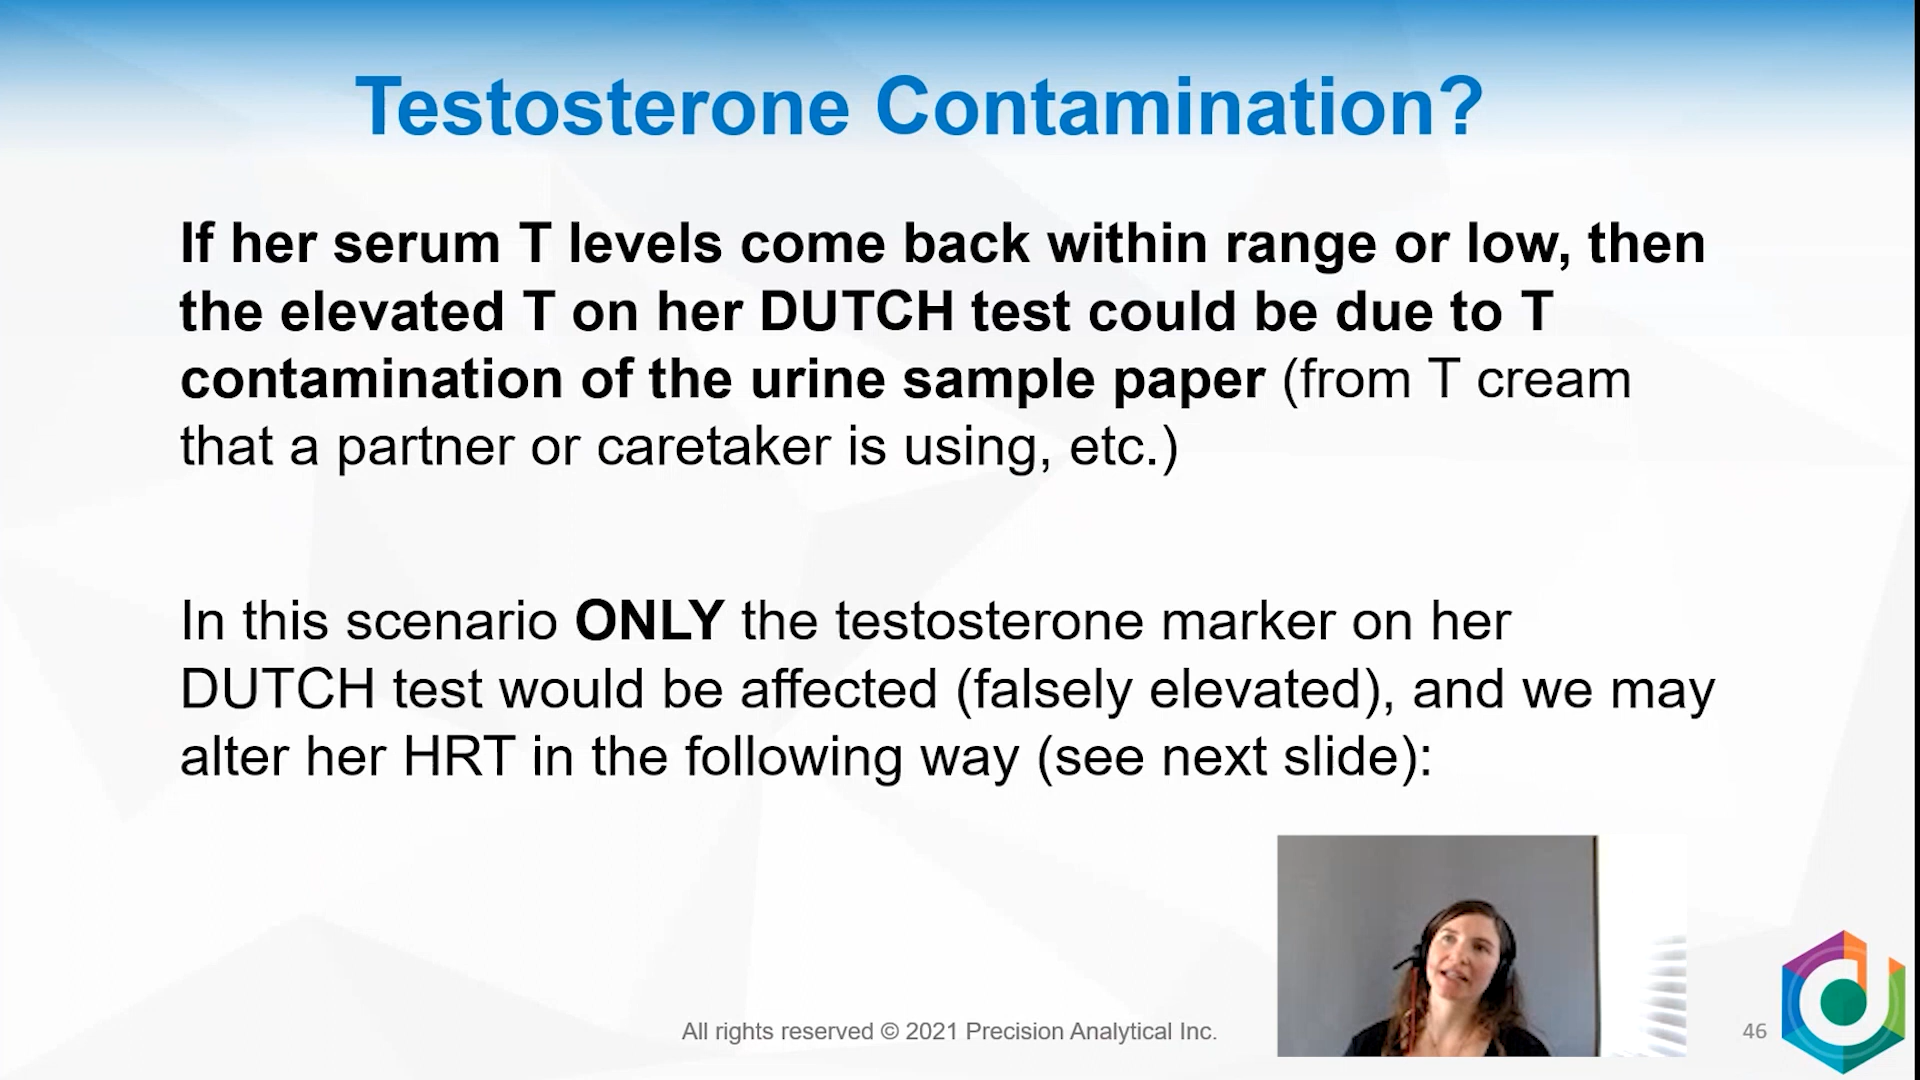 Testosterone Contamination?
If her serum T levels come back within range or low, then
the elevated T on her DUTCH test could be due to T
contamination of the urine sample paper (from T cream
that a partner or caretaker is using, etc.)
In this scenario ONLY the testosterone marker on her
DUTCH test would be affected (falsely elevated), and we may
alter her HRT in the following way (see next slide):
All rights reserved © 2021 Precision Analytical Inc.
46